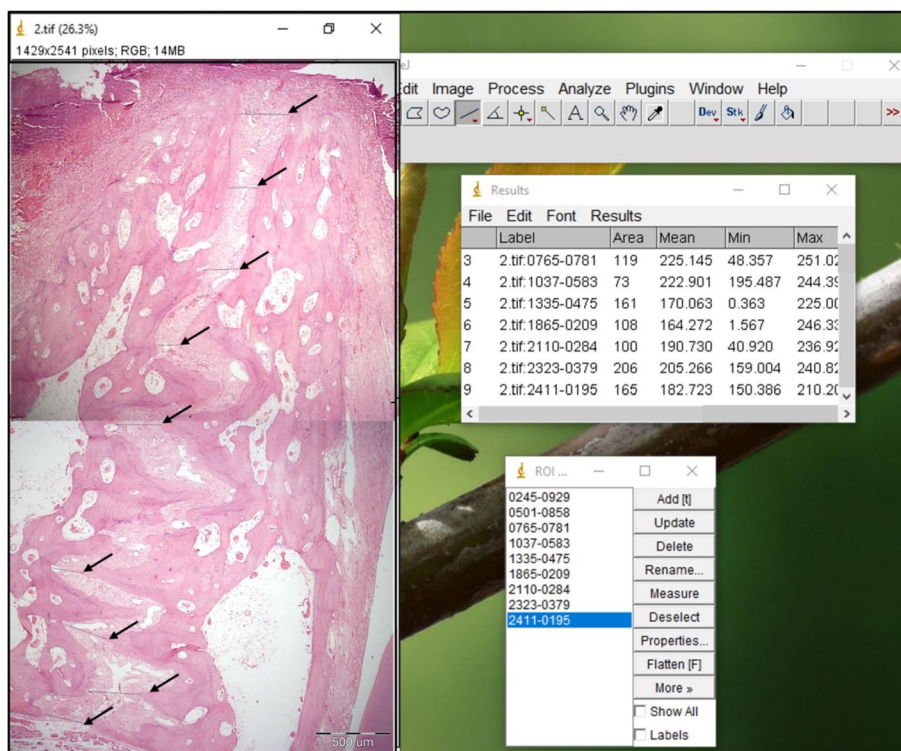 2.tif (26.3%)
1429x2541 pixels; RGB; 14MB
500 um
eJ
dit Image Process Analyze Plugins Window Help
A Dev Stk >>
Results
File Edit Font Results
Label Area Mean Min Max
3 2.tif:0765-0781 119 225.145 48.357 251.02
4 2.tif:1037-0583 73 222.901 195.487 244.39
5 2.tif:1335-0475 161 170.063 0.363 225.00
6 2.tif:1865-0209 108 164.272 1.567 246.33
7 2.tif:2110-0284 100 190.730 40.920 236.92
8 2.tif:2323-0379 206 205.266 159.004 240.82
9 2.tif:2411-0195 165 182.723 150.386 210.20
ROI ...
0245-0929
0501-0858
0765-0781
1037-0583
1335-0475
1865-0209
2110-0284
2323-0379
2411-0195
Add [t]
Update
Delete
Rename...
Measure
Deselect
Properties...
Flatten [F]
More »
Show All
Labels